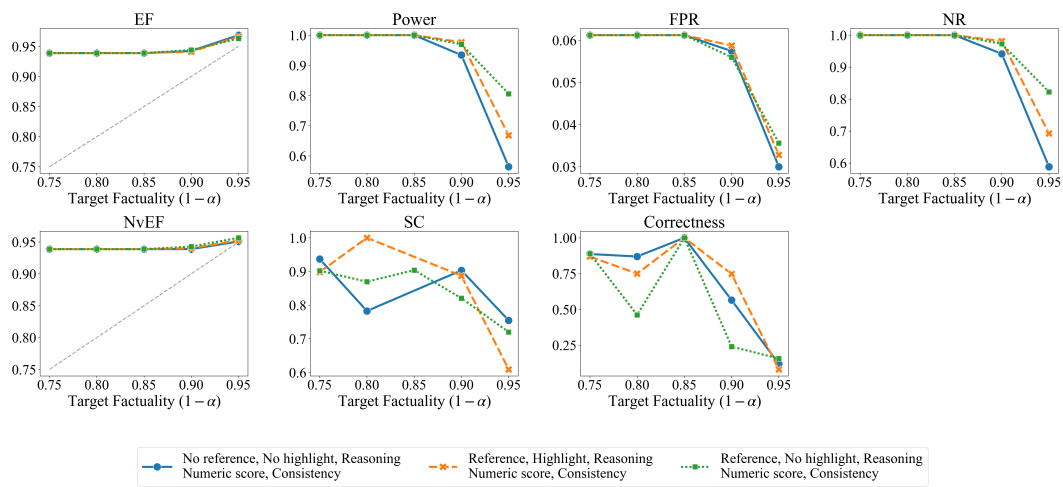 EF
0.95
0.90
0.85
0.80
0.75
0.75 0.80 0.85 0.90 0.95
Target Factuality (1 − α)
Power
1.0
0.9
0.8
0.7
0.6
0.75 0.80 0.85 0.90 0.95
Target Factuality (1 − α)
FPR
0.06
0.05
0.04
0.03
0.75 0.80 0.85 0.90 0.95
Target Factuality (1 − α)
NR
1.0
0.9
0.8
0.7
0.6
0.75 0.80 0.85 0.90 0.95
Target Factuality (1 − α)
NvEF
0.95
0.90
0.85
0.80
0.75
0.75 0.80 0.85 0.90 0.95
Target Factuality (1 − α)
SC
1.0
0.9
0.8
0.7
0.6
0.75 0.80 0.85 0.90 0.95
Target Factuality (1 − α)
Correctness
1.00
0.75
0.50
0.25
0.75 0.80 0.85 0.90 0.95
Target Factuality (1 − α)
No reference, No highlight, Reasoning
Numeric score, Consistency
Reference, Highlight, Reasoning
Numeric score, Consistency
Reference, No highlight, Reasoning
Numeric score, Consistency